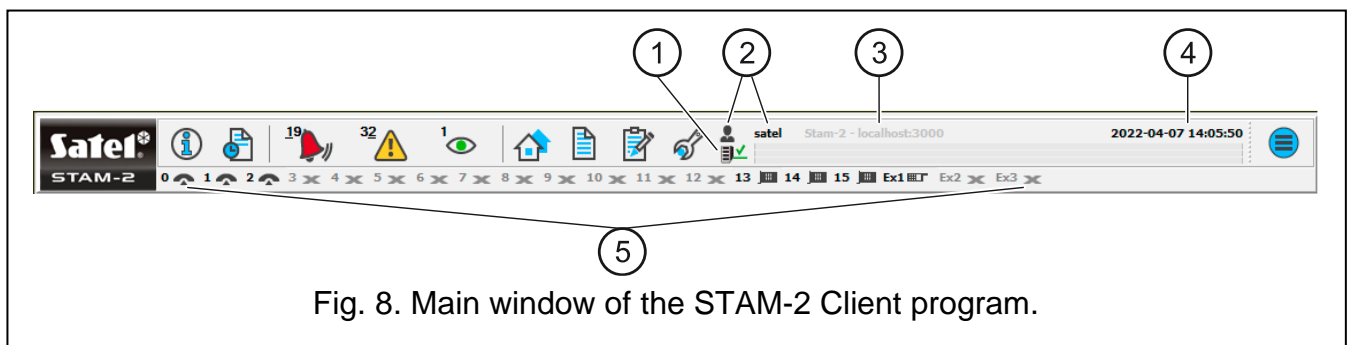 1 2 3 4
Satel®
19 32 1 satel Stam-2 - localhost:3000 2022-04-07 14:05:50
STAM-2 0 1 2 3 4 5 6 7 8 9 10 11 12 13 14 15 Ex1 Ex2 Ex3
5
Fig. 8. Main window of the STAM-2 Client program.